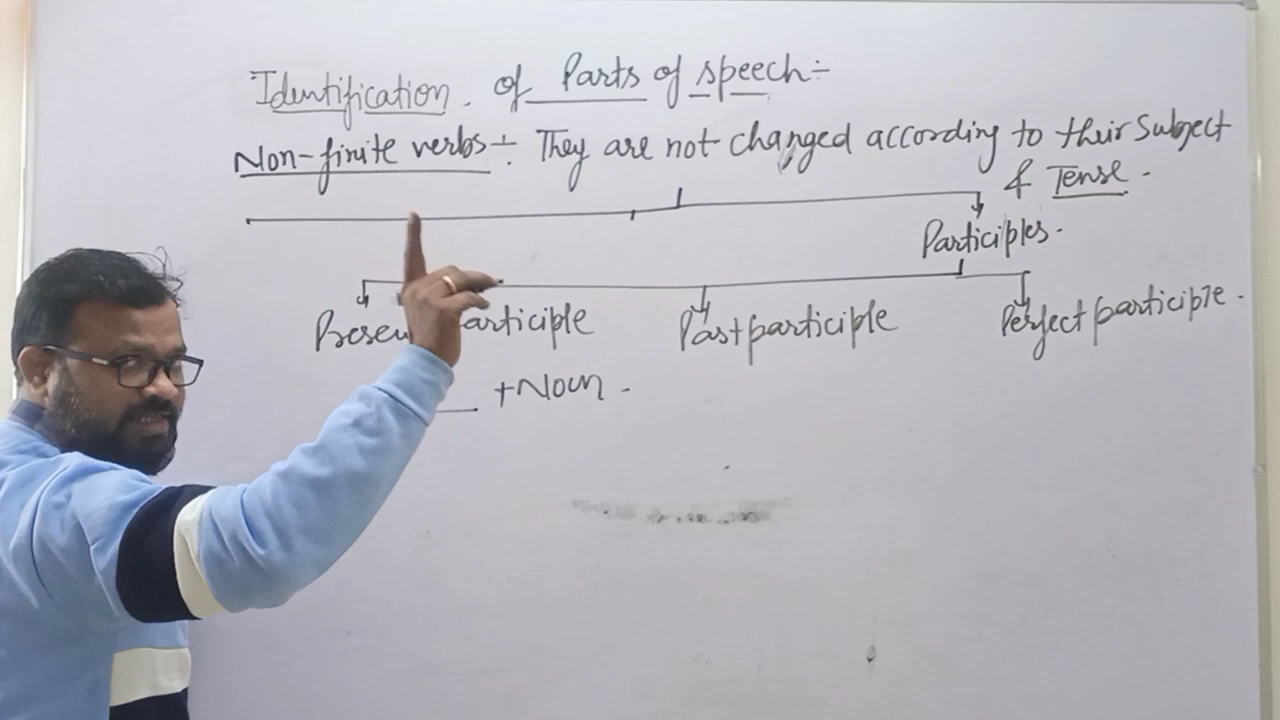 Identification of Parts of speech :-
Non-finite verbs :- They are not changed according to their Subject
& Tense .
Participles .
Participle Past participle Perfect participle .
+ Noun .